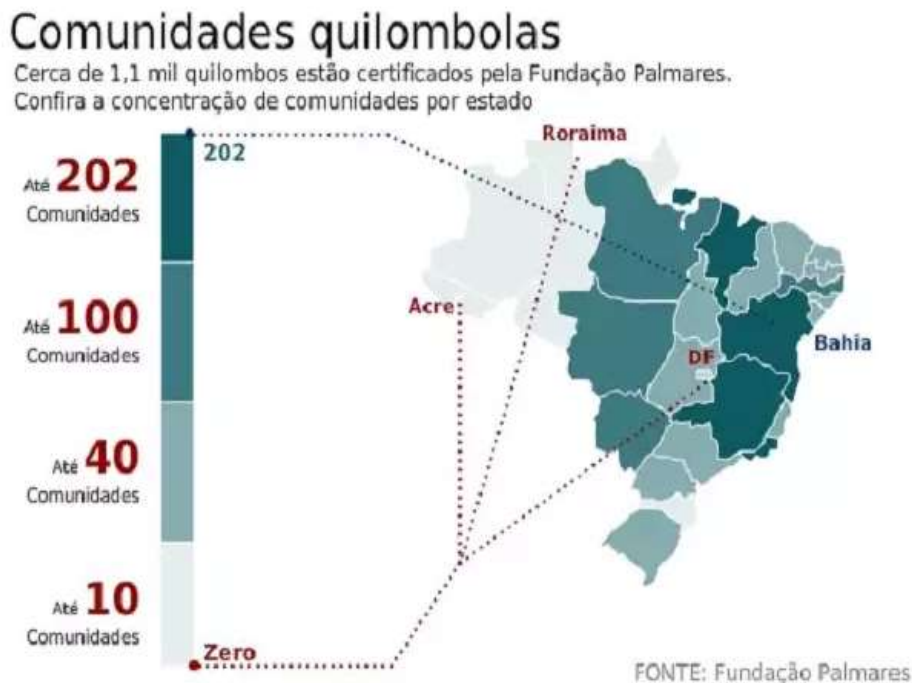 Comunidades quilombolas
Cerca de 1,1 mil quilombos estão certificados pela Fundação Palmares.
Confira a concentração de comunidades por estado
Roraima
202
Até 202
Comunidades
Acre
Até 100
Comunidades
Bahia
DF
Até 40
Comunidades
Até 10
Comunidades
Zero
FONTE: Fundação Palmares